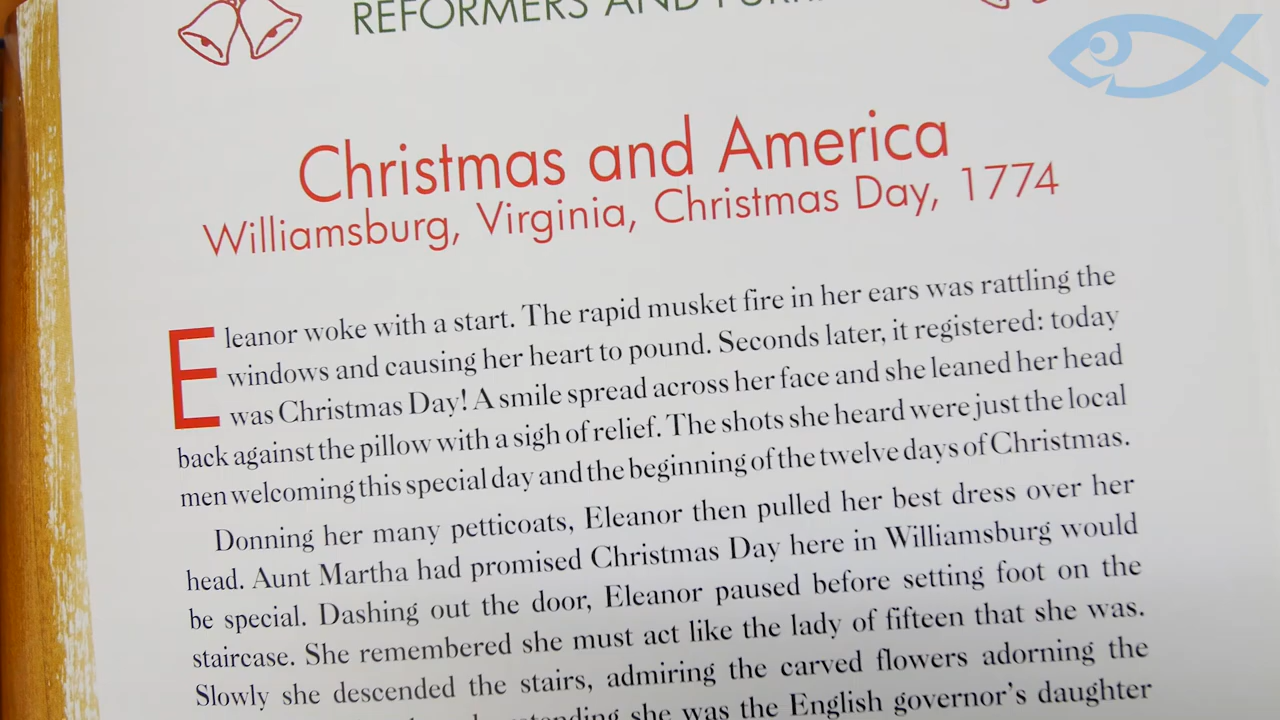 REFORMERS AND
Christmas and America
Williamsburg, Virginia, Christmas Day, 1774
Eleanor woke with a start. The rapid musket fire in her ears was rattling the
windows and causing her heart to pound. Seconds later, it registered: today
was Christmas Day! A smile spread across her face and she leaned her head
back against the pillow with a sigh of relief. The shots she heard were just the local
men welcoming this special day and the beginning of the twelve days of Christmas.
Donning her many petticoats, Eleanor then pulled her best dress over her
head. Aunt Martha had promised Christmas Day here in Williamsburg would
be special. Dashing out the door, Eleanor paused before setting foot on the
staircase. She remembered she must act like the lady of fifteen that she was.
Slowly she descended the stairs, admiring the carved flowers adorning the
she was the English governor's daughter